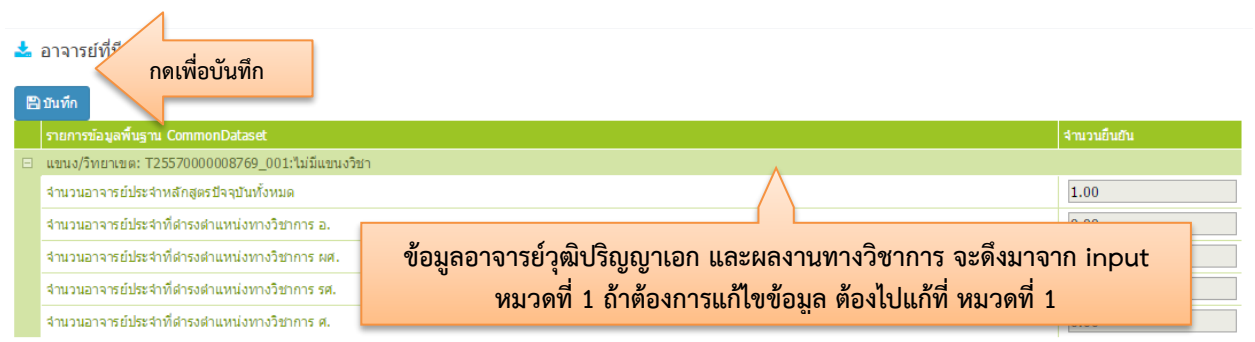 อาจารย์ที่มี
กดเพื่อบันทึก
บันทึก
รายการข้อมูลพื้นฐาน CommonDataset
จำนวนยืนยัน
แขนง/วิทยาเขต: T25570000008769_001:ไม่มีแขนงวิชา
จำนวนอาจารย์ประจำหลักสูตรปัจจุบันทั้งหมด
1.00
จำนวนอาจารย์ประจำที่ดำรงตำแหน่งทางวิชาการ อ.
จำนวนอาจารย์ประจำที่ดำรงตำแหน่งทางวิชาการ ผศ.
จำนวนอาจารย์ประจำที่ดำรงตำแหน่งทางวิชาการ รศ.
จำนวนอาจารย์ประจำที่ดำรงตำแหน่งทางวิชาการ ศ.
ข้อมูลอาจารย์วุฒิปริญญาเอก และผลงานทางวิชาการ จะดึงมาจาก input
หมวดที่ 1 ถ้าต้องการแก้ไขข้อมูล ต้องไปแก้ที่ หมวดที่ 1